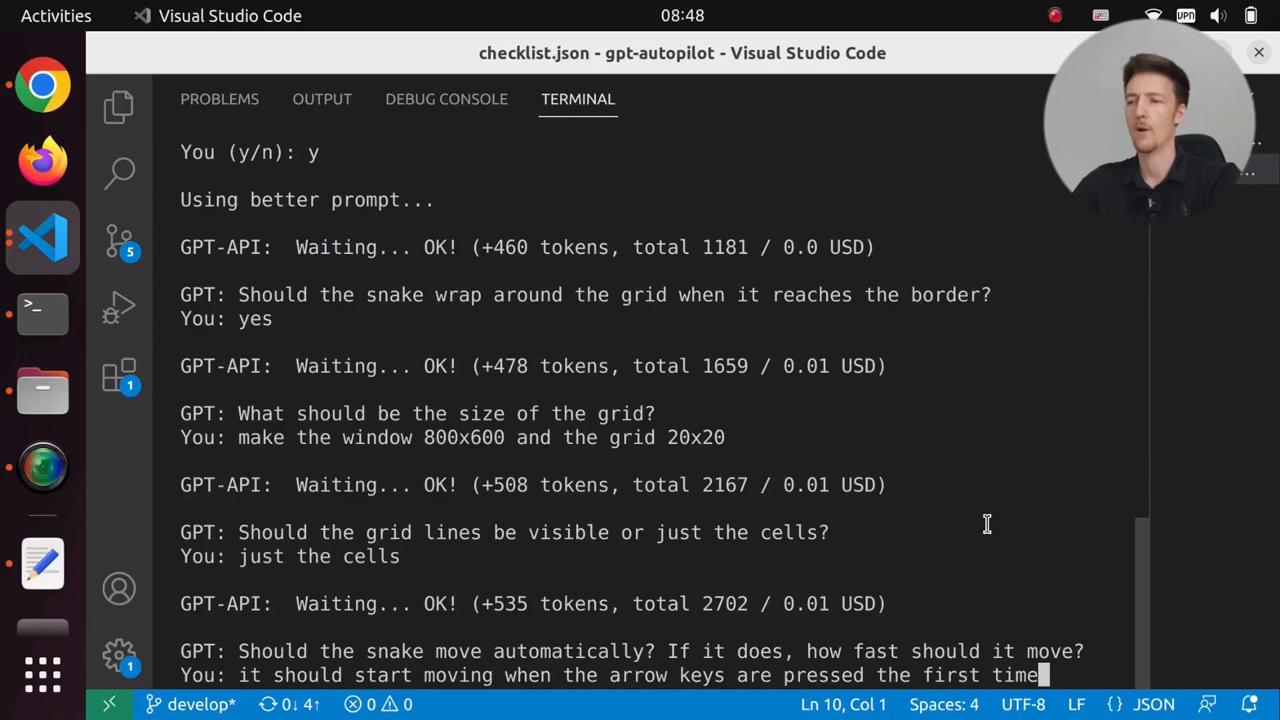 Activities
Visual Studio Code
08:48
VPN
checklist.json - gpt-autopilot - Visual Studio Code
PROBLEMS
OUTPUT
DEBUG CONSOLE
TERMINAL
You (y/n): y
Using better prompt...
GPT-API:  Waiting... OK! (+460 tokens, total 1181 / 0.0 USD)
GPT: Should the snake wrap around the grid when it reaches the border?
You: yes
GPT-API:  Waiting... OK! (+478 tokens, total 1659 / 0.01 USD)
GPT: What should be the size of the grid?
You: make the window 800x600 and the grid 20x20
GPT-API:  Waiting... OK! (+508 tokens, total 2167 / 0.01 USD)
GPT: Should the grid lines be visible or just the cells?
You: just the cells
GPT-API:  Waiting... OK! (+535 tokens, total 2702 / 0.01 USD)
GPT: Should the snake move automatically? If it does, how fast should it move?
You: it should start moving when the arrow keys are pressed the first time
5
1
1
develop*
0↓ 4↑
0
0
Ln 10, Col 1
Spaces: 4
UTF-8
LF
{} JSON